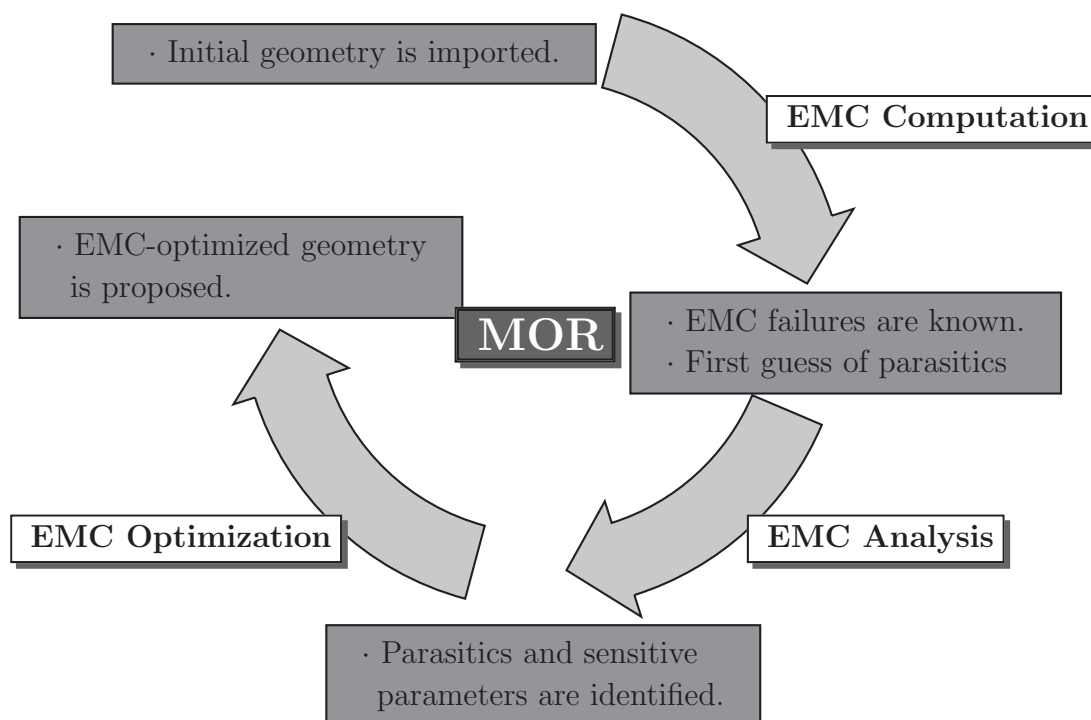 · Initial geometry is imported.
EMC Computation
· EMC-optimized geometry
is proposed.
MOR
· EMC failures are known.
· First guess of parasitics
EMC Optimization
EMC Analysis
· Parasitics and sensitive
parameters are identified.